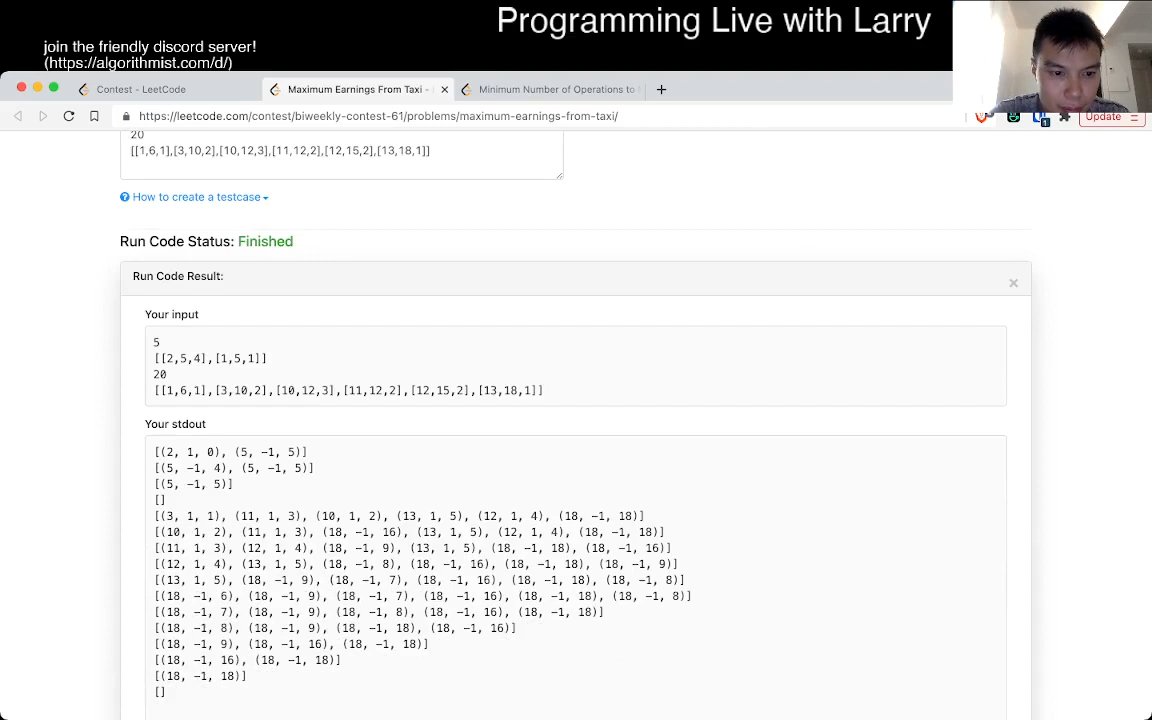 Programming Live with Larry
join the friendly discord server!
(https://algorithmist.com/d/)
Contest - LeetCode
Maximum Earnings From Taxi -
Minimum Number of Operations to
https://leetcode.com/contest/biweekly-contest-61/problems/maximum-earnings-from-taxi/
Update
20
[[1,6,1],[3,10,2],[10,12,3],[11,12,2],[12,15,2],[13,18,1]]
How to create a testcase
Run Code Status: Finished
Run Code Result:
Your input
5
[[2,5,4],[1,5,1]]
20
[[1,6,1],[3,10,2],[10,12,3],[11,12,2],[12,15,2],[13,18,1]]
Your stdout
[(2, 1, 0), (5, -1, 5)]
[(5, -1, 4), (5, -1, 5)]
[(5, -1, 5)]
[]
[(3, 1, 1), (11, 1, 3), (10, 1, 2), (13, 1, 5), (12, 1, 4), (18, -1, 18)]
[(10, 1, 2), (11, 1, 3), (18, -1, 16), (13, 1, 5), (12, 1, 4), (18, -1, 18)]
[(11, 1, 3), (12, 1, 4), (18, -1, 9), (13, 1, 5), (18, -1, 18), (18, -1, 16)]
[(12, 1, 4), (13, 1, 5), (18, -1, 8), (18, -1, 16), (18, -1, 18), (18, -1, 9)]
[(13, 1, 5), (18, -1, 9), (18, -1, 7), (18, -1, 16), (18, -1, 18), (18, -1, 8)]
[(18, -1, 6), (18, -1, 9), (18, -1, 7), (18, -1, 16), (18, -1, 18), (18, -1, 8)]
[(18, -1, 7), (18, -1, 9), (18, -1, 8), (18, -1, 16), (18, -1, 18)]
[(18, -1, 8), (18, -1, 9), (18, -1, 18), (18, -1, 16)]
[(18, -1, 9), (18, -1, 16), (18, -1, 18)]
[(18, -1, 16), (18, -1, 18)]
[(18, -1, 18)]
[]